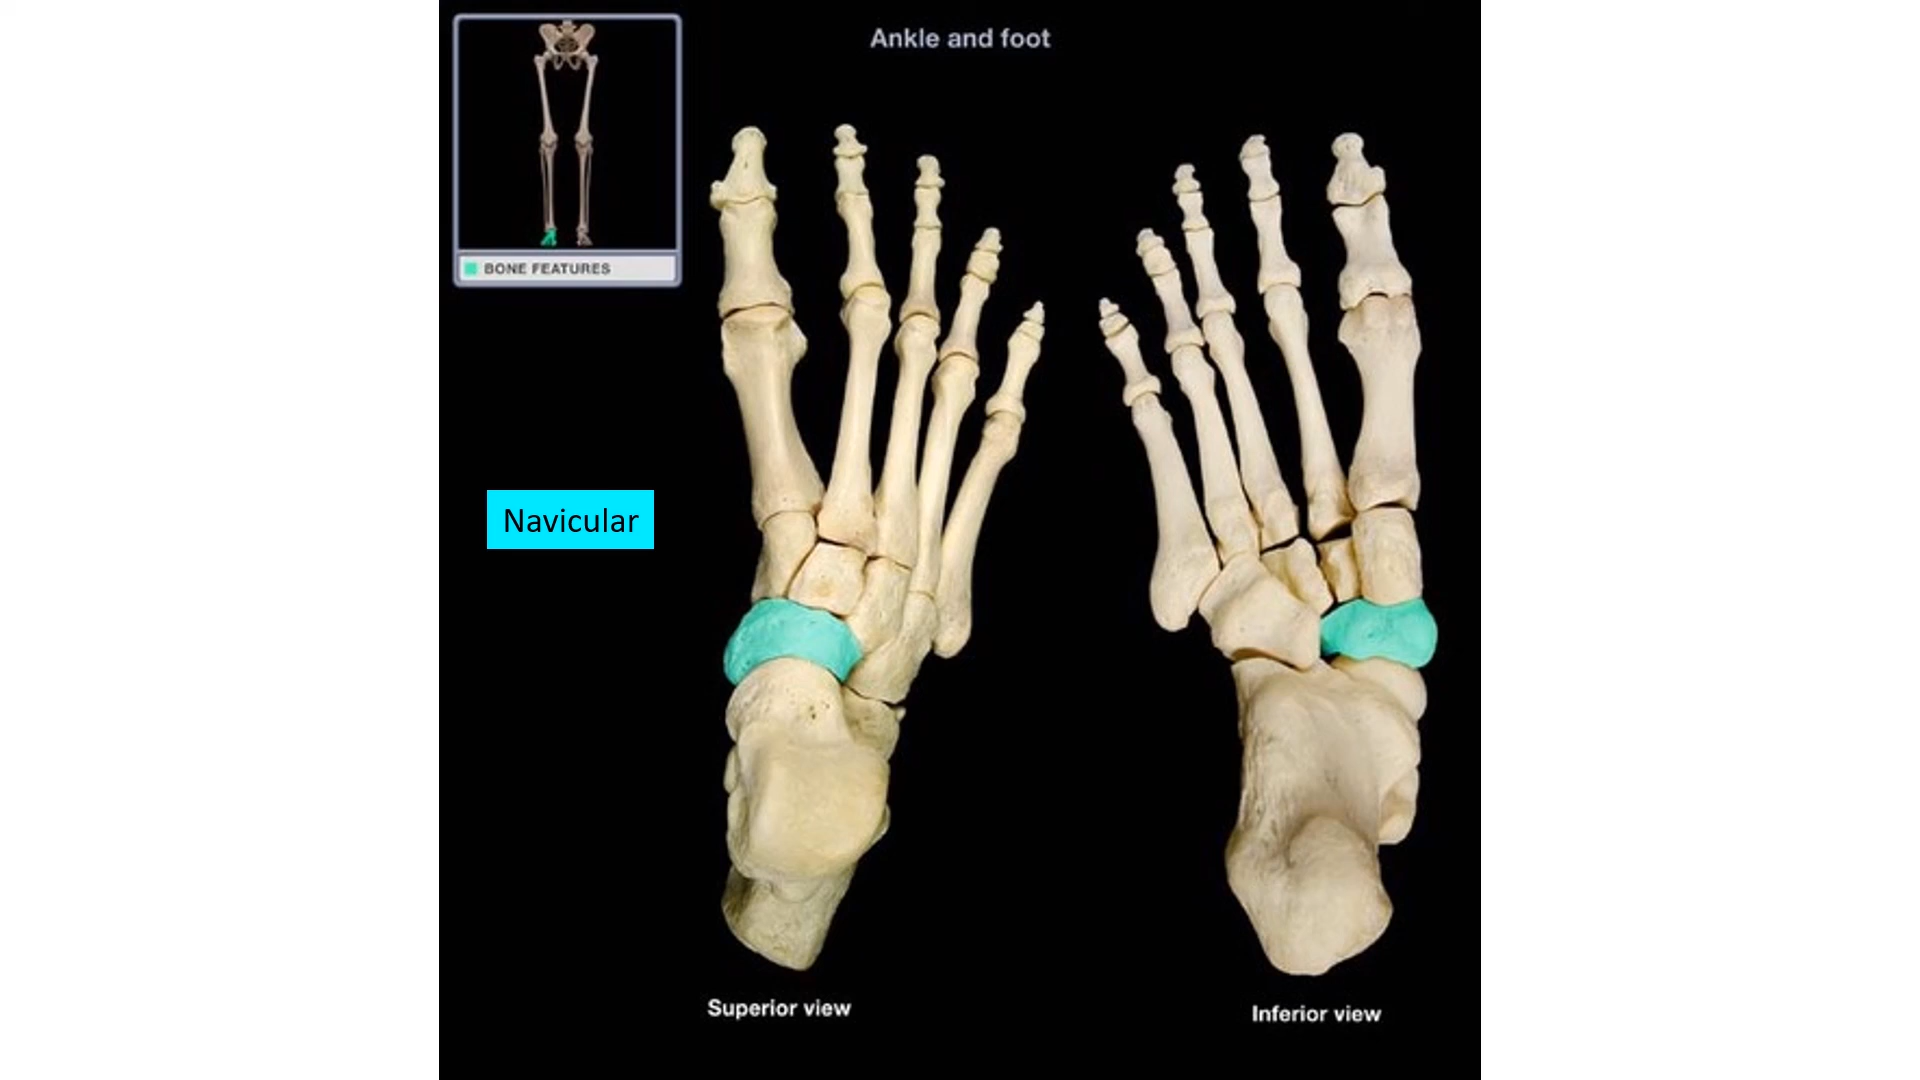 Ankle and foot
BONE FEATURES
Navicular
Superior view
Inferior view